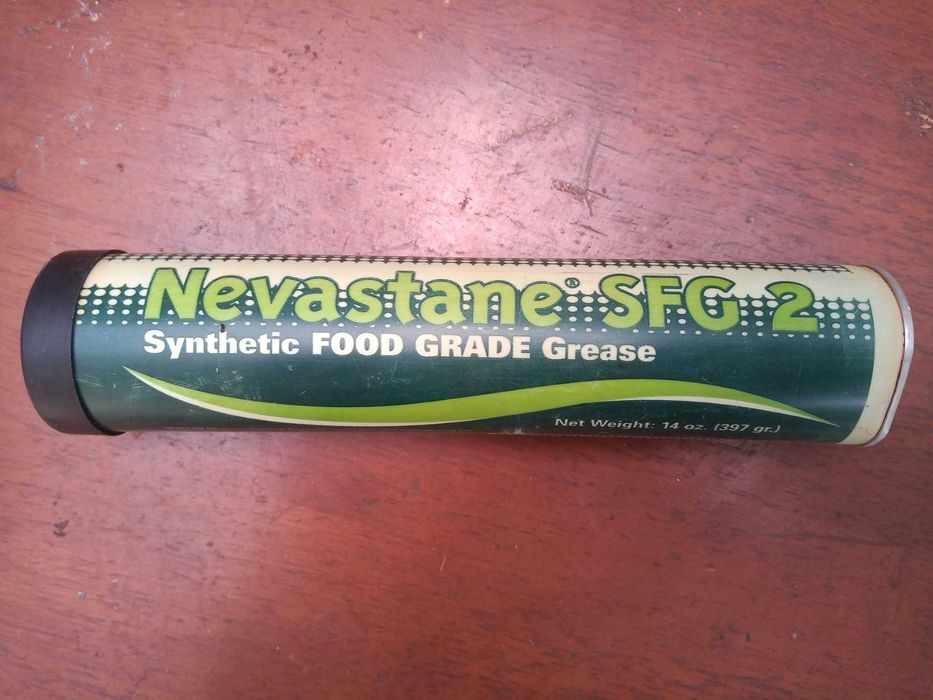 Nevastane® SFG 2
Synthetic FOOD GRADE Grease
Net Weight: 14 oz. (397 gr.)